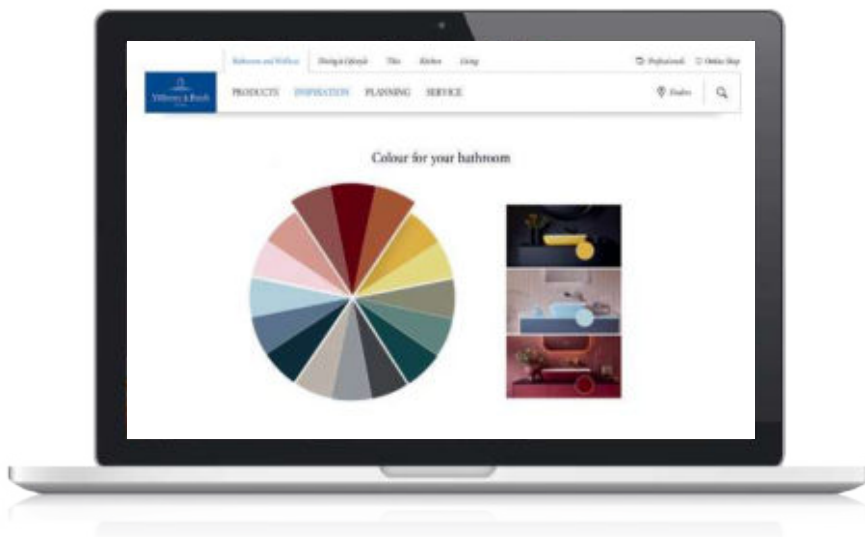 Bathroom and Wellness Dining & Lifestyle Tiles Kitchen Living Professionals Online Shop
Villeroy & Boch
PRODUCTS INSPIRATION PLANNING SERVICE Dealers
Colour for your bathroom